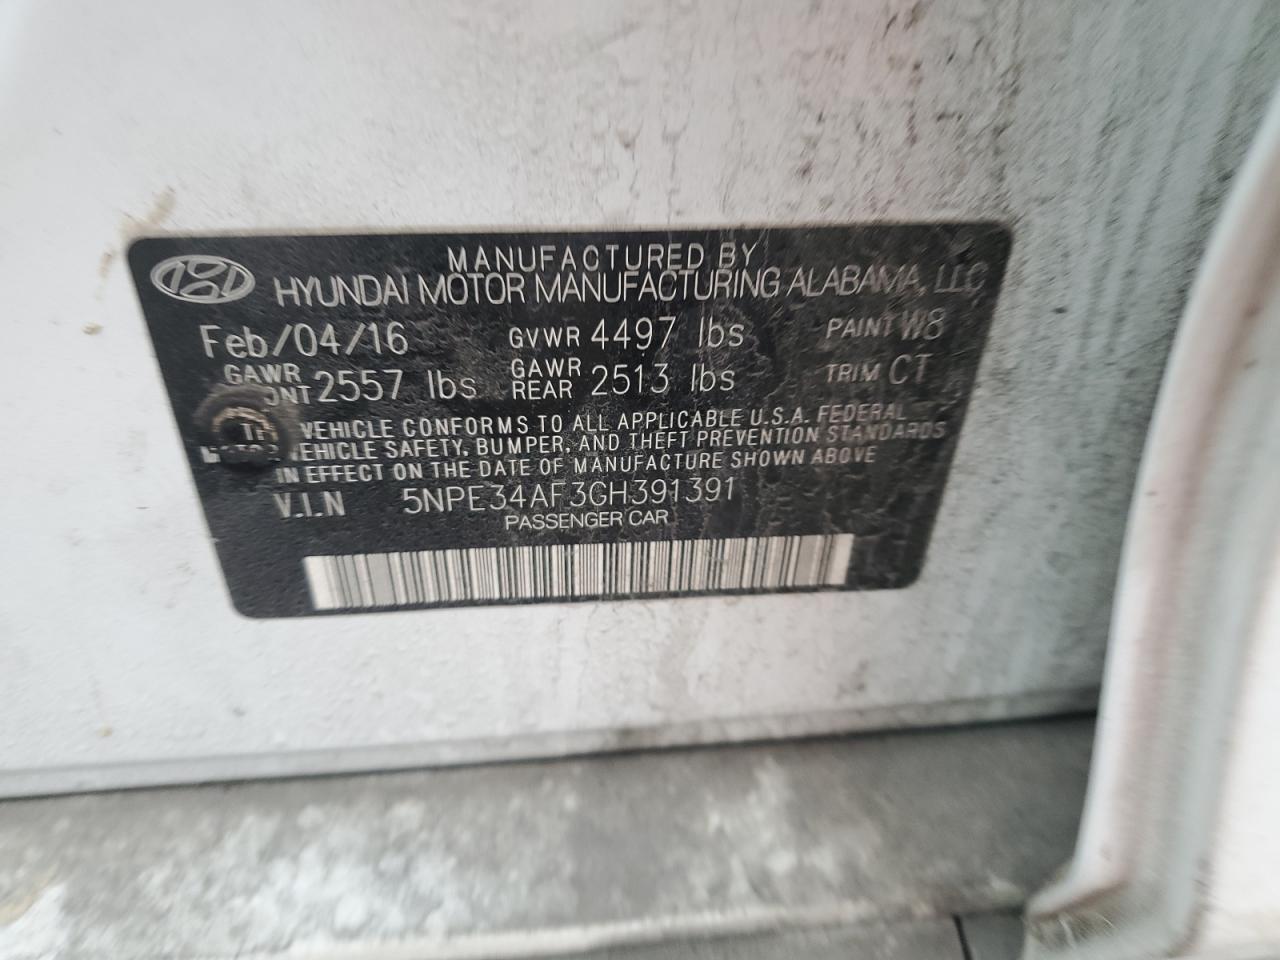 MANUFACTURED BY
HYUNDAI MOTOR MANUFACTURING ALABAMA, LLC
Feb/04/16 GVWR 4497 lbs PAINT W8
GAWR 2557 lbs GAWR REAR 2513 lbs TRIM CT
VEHICLE CONFORMS TO ALL APPLICABLE U.S.A. FEDERAL
VEHICLE SAFETY, BUMPER, AND THEFT PREVENTION STANDARDS
IN EFFECT ON THE DATE OF MANUFACTURE SHOWN ABOVE
V.I.N 5NPE34AF3GH391391
PASSENGER CAR